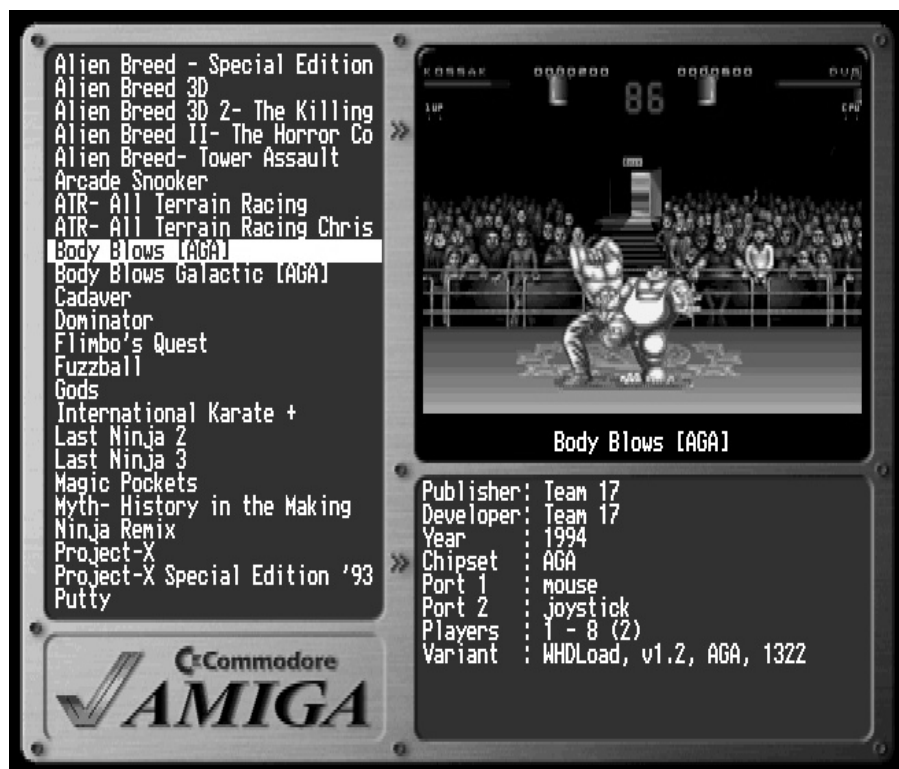 Alien Breed - Special Edition
Alien Breed 3D
Alien Breed 3D 2- The Killing
Alien Breed II- The Horror Co
Alien Breed- Tower Assault
Arcade Snooker
ATR- All Terrain Racing
ATR- All Terrain Racing Chris
Body Blows [AGA]
Body Blows Galactic [AGA]
Cadaver
Dominator
Flimbo's Quest
Fuzzball
Gods
International Karate +
Last Ninja 2
Last Ninja 3
Magic Pockets
Myth- History in the Making
Ninja Remix
Project-X
Project-X Special Edition '93
Putty
Commodore
AMIGA
86
1UP
CPU
Body Blows [AGA]
Publisher: Team 17
Developer: Team 17
Year : 1994
Chipset : AGA
Port 1 : mouse
Port 2 : joystick
Players : 1 - 8 (2)
Variant : WHDLoad, v1.2, AGA, 1322